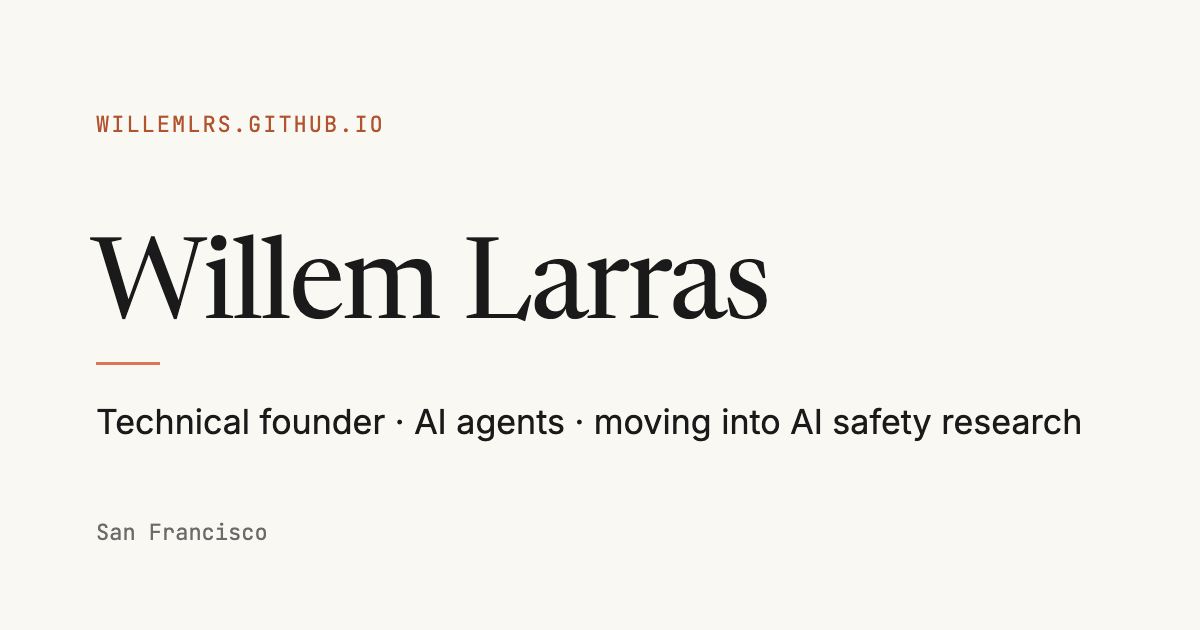 WILLEMLRS.GITHUB.IO
Willem Larras
Technical founder · AI agents · moving into AI safety research
San Francisco